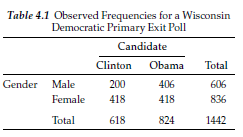 Table 4.1 Observed Frequencies for a Wisconsin
Democratic Primary Exit Poll
Candidate
Clinton Obama Total
Gender Male 200 406 606
Female 418 418 836
Total 618 824 1442